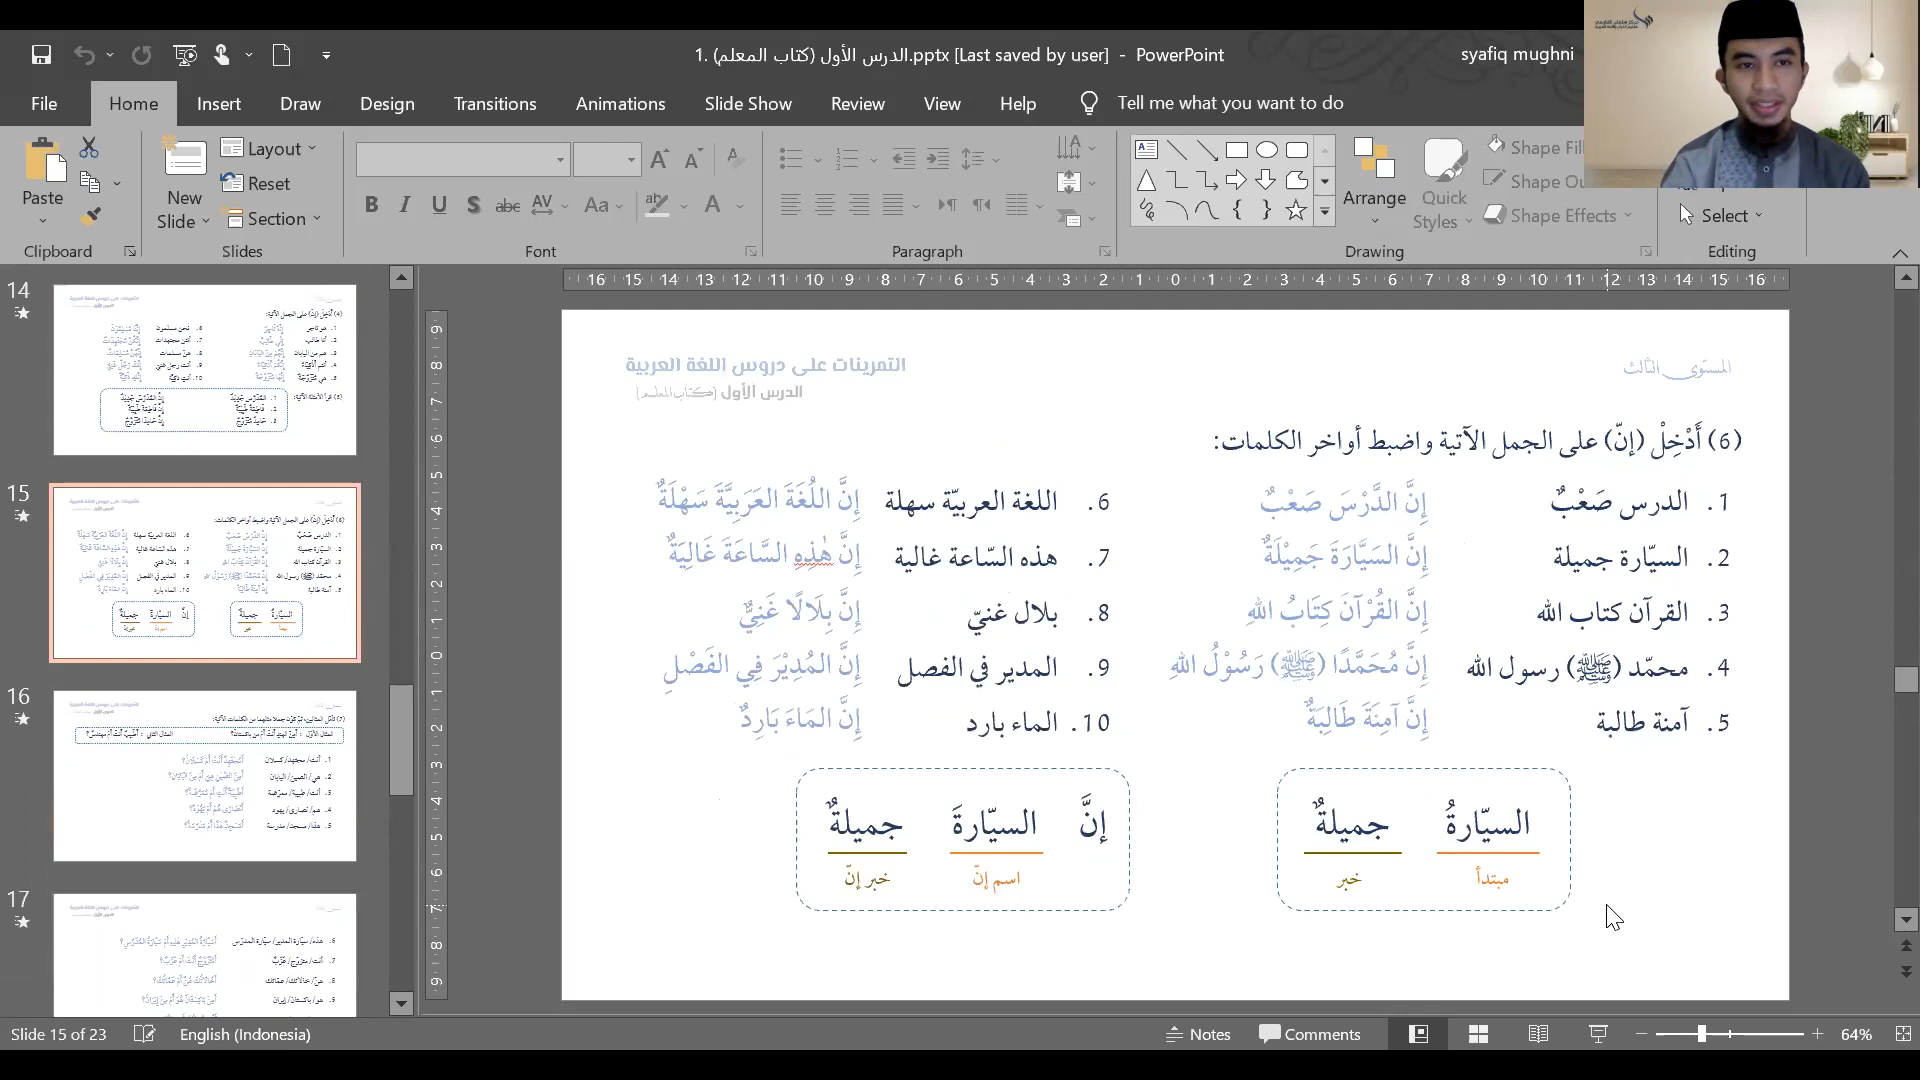 1. الدرس الأول (كتاب المعلم).pptx [Last saved by user] - PowerPoint
syafiq mughni
File Home Insert Draw Design Transitions Animations Slide Show Review View Help Tell me what you want to do
Paste
New Slide
Layout
Reset
Section
Arrange
Quick Styles
Shape Fil
Shape Ou
Shape Effects
Select
Clipboard Slides Font Paragraph Drawing Editing
14
15
16
17
المستوى الثالث
التمرينات على دروس اللغة العربية
الدرس الأول (كتاب المعلم)
(6) أَدْخِلْ (إنّ) على الجمل الآتية واضبط أواخر الكلمات:
1. الدرس صَعْبٌ إِنَّ الدَّرْسَ صَعْبٌ
2. السيّارة جميلة إِنَّ السَيَّارَةَ جَمِيْلَةٌ
3. القرآن كتاب الله إِنَّ القُرْآنَ كِتَابُ اللهِ
4. محمّد (ﷺ) رسول الله إِنَّ مُحَمَّدًا (ﷺ) رَسُوْلُ اللهِ
5. آمنة طالبة إِنَّ آمِنَةَ طَالِبَةٌ
6. اللغة العربيّة سهلة إِنَّ اللُغَةَ العَرَبِيَّةَ سَهْلَةٌ
7. هذه السّاعة غالية إِنَّ هٰذِهِ السَّاعَةَ غَالِيَةٌ
8. بلال غنيّ إِنَّ بِلَالًا غَنِيٌّ
9. المدير في الفصل إِنَّ المُدِيْرَ فِي الفَصْلِ
10. الماء بارد إِنَّ المَاءَ بَارِدٌ
السيّارةُ جميلةٌ
مبتدأ خبر
إنَّ السيّارةَ جميلةٌ
اسم إنّ خبر إنّ
Slide 15 of 23 English (Indonesia) Notes Comments 64%